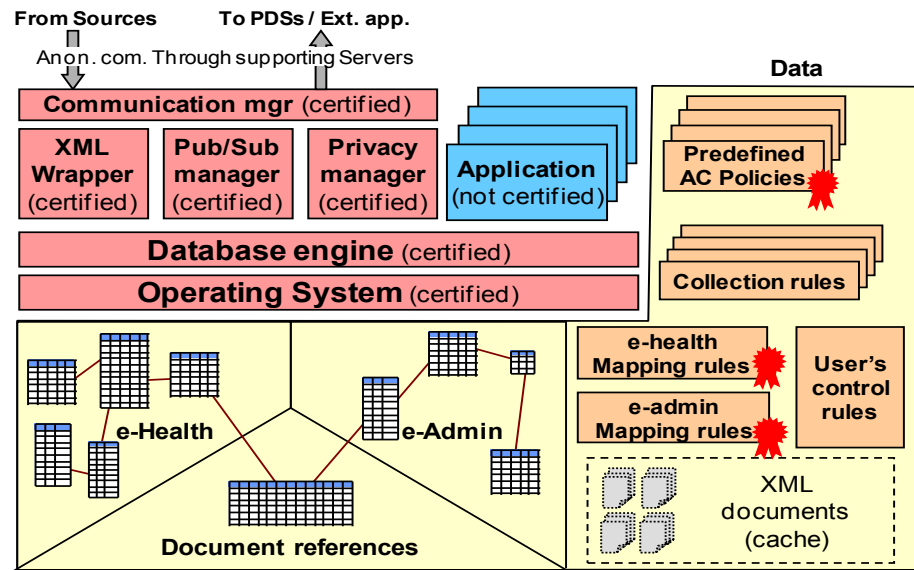 From Sources
To PDSs / Ext. app.
Anon. com. Through supporting Servers
Data
Communication mgr (certified)
XML
Wrapper
(certified)
Pub/Sub
manager
(certified)
Privacy
manager
(certified)
Application
(not certified)
Predefined
AC Policies
Database engine (certified)
Operating System (certified)
Collection rules
e-health
Mapping rules
e-admin
Mapping rules
User's
control
rules
e-Health
e-Admin
Document references
XML
documents
(cache)